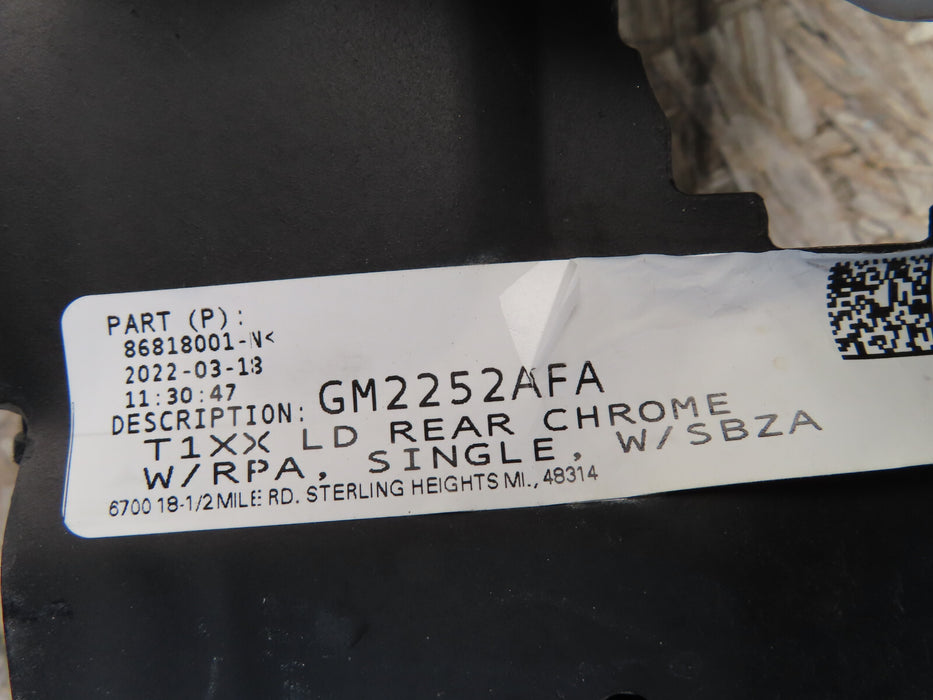 PART (P):
86818001-N<
2022-03-18
11:30:47
DESCRIPTION: GM2252AFA
T1XX LD REAR CHROME
W/RPA, SINGLE, W/SBZA
6700 18-1/2 MILE RD. STERLING HEIGHTS MI., 48314